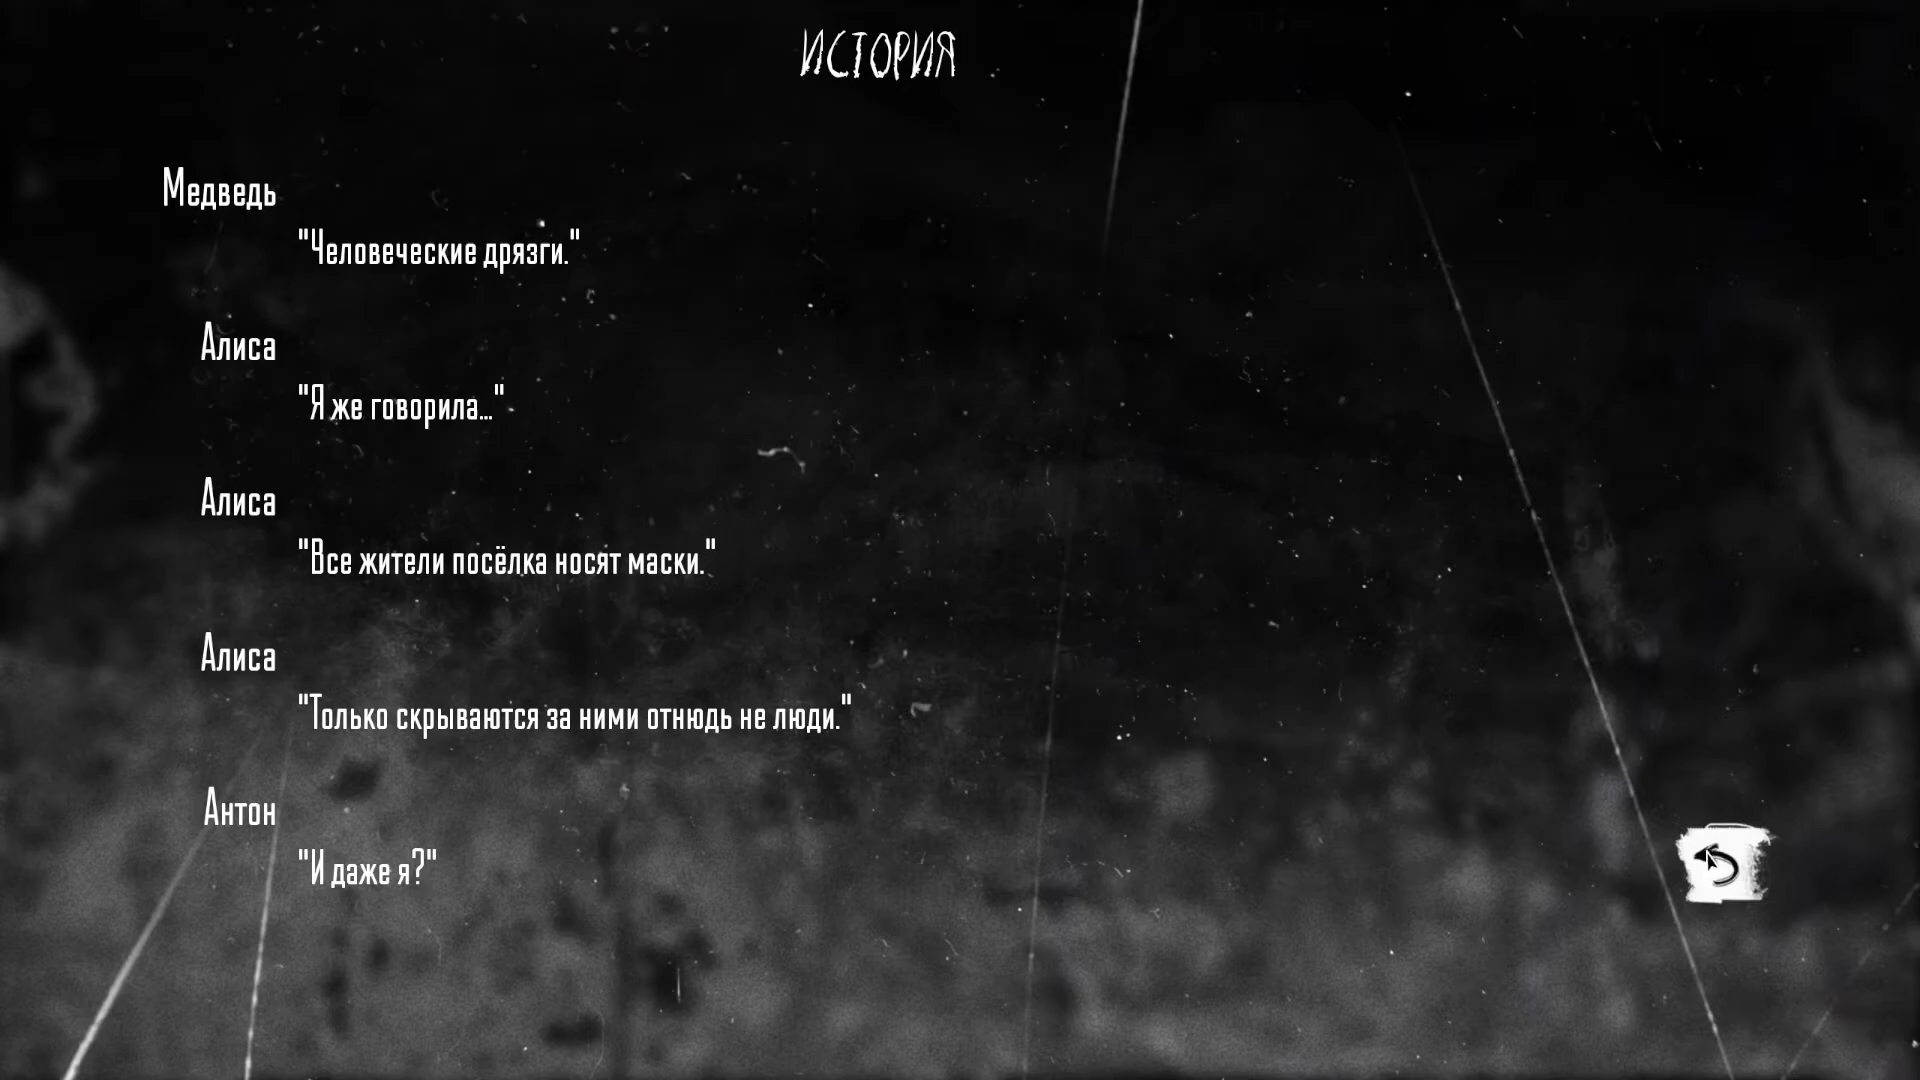 ИСТОРИЯ
Медведь
"Человеческие дрязги."
Алиса
"Я же говорила..."
Алиса
"Все жители посёлка носят маски."
Алиса
"Только скрываются за ними отнюдь не люди."
Антон
"И даже я?"